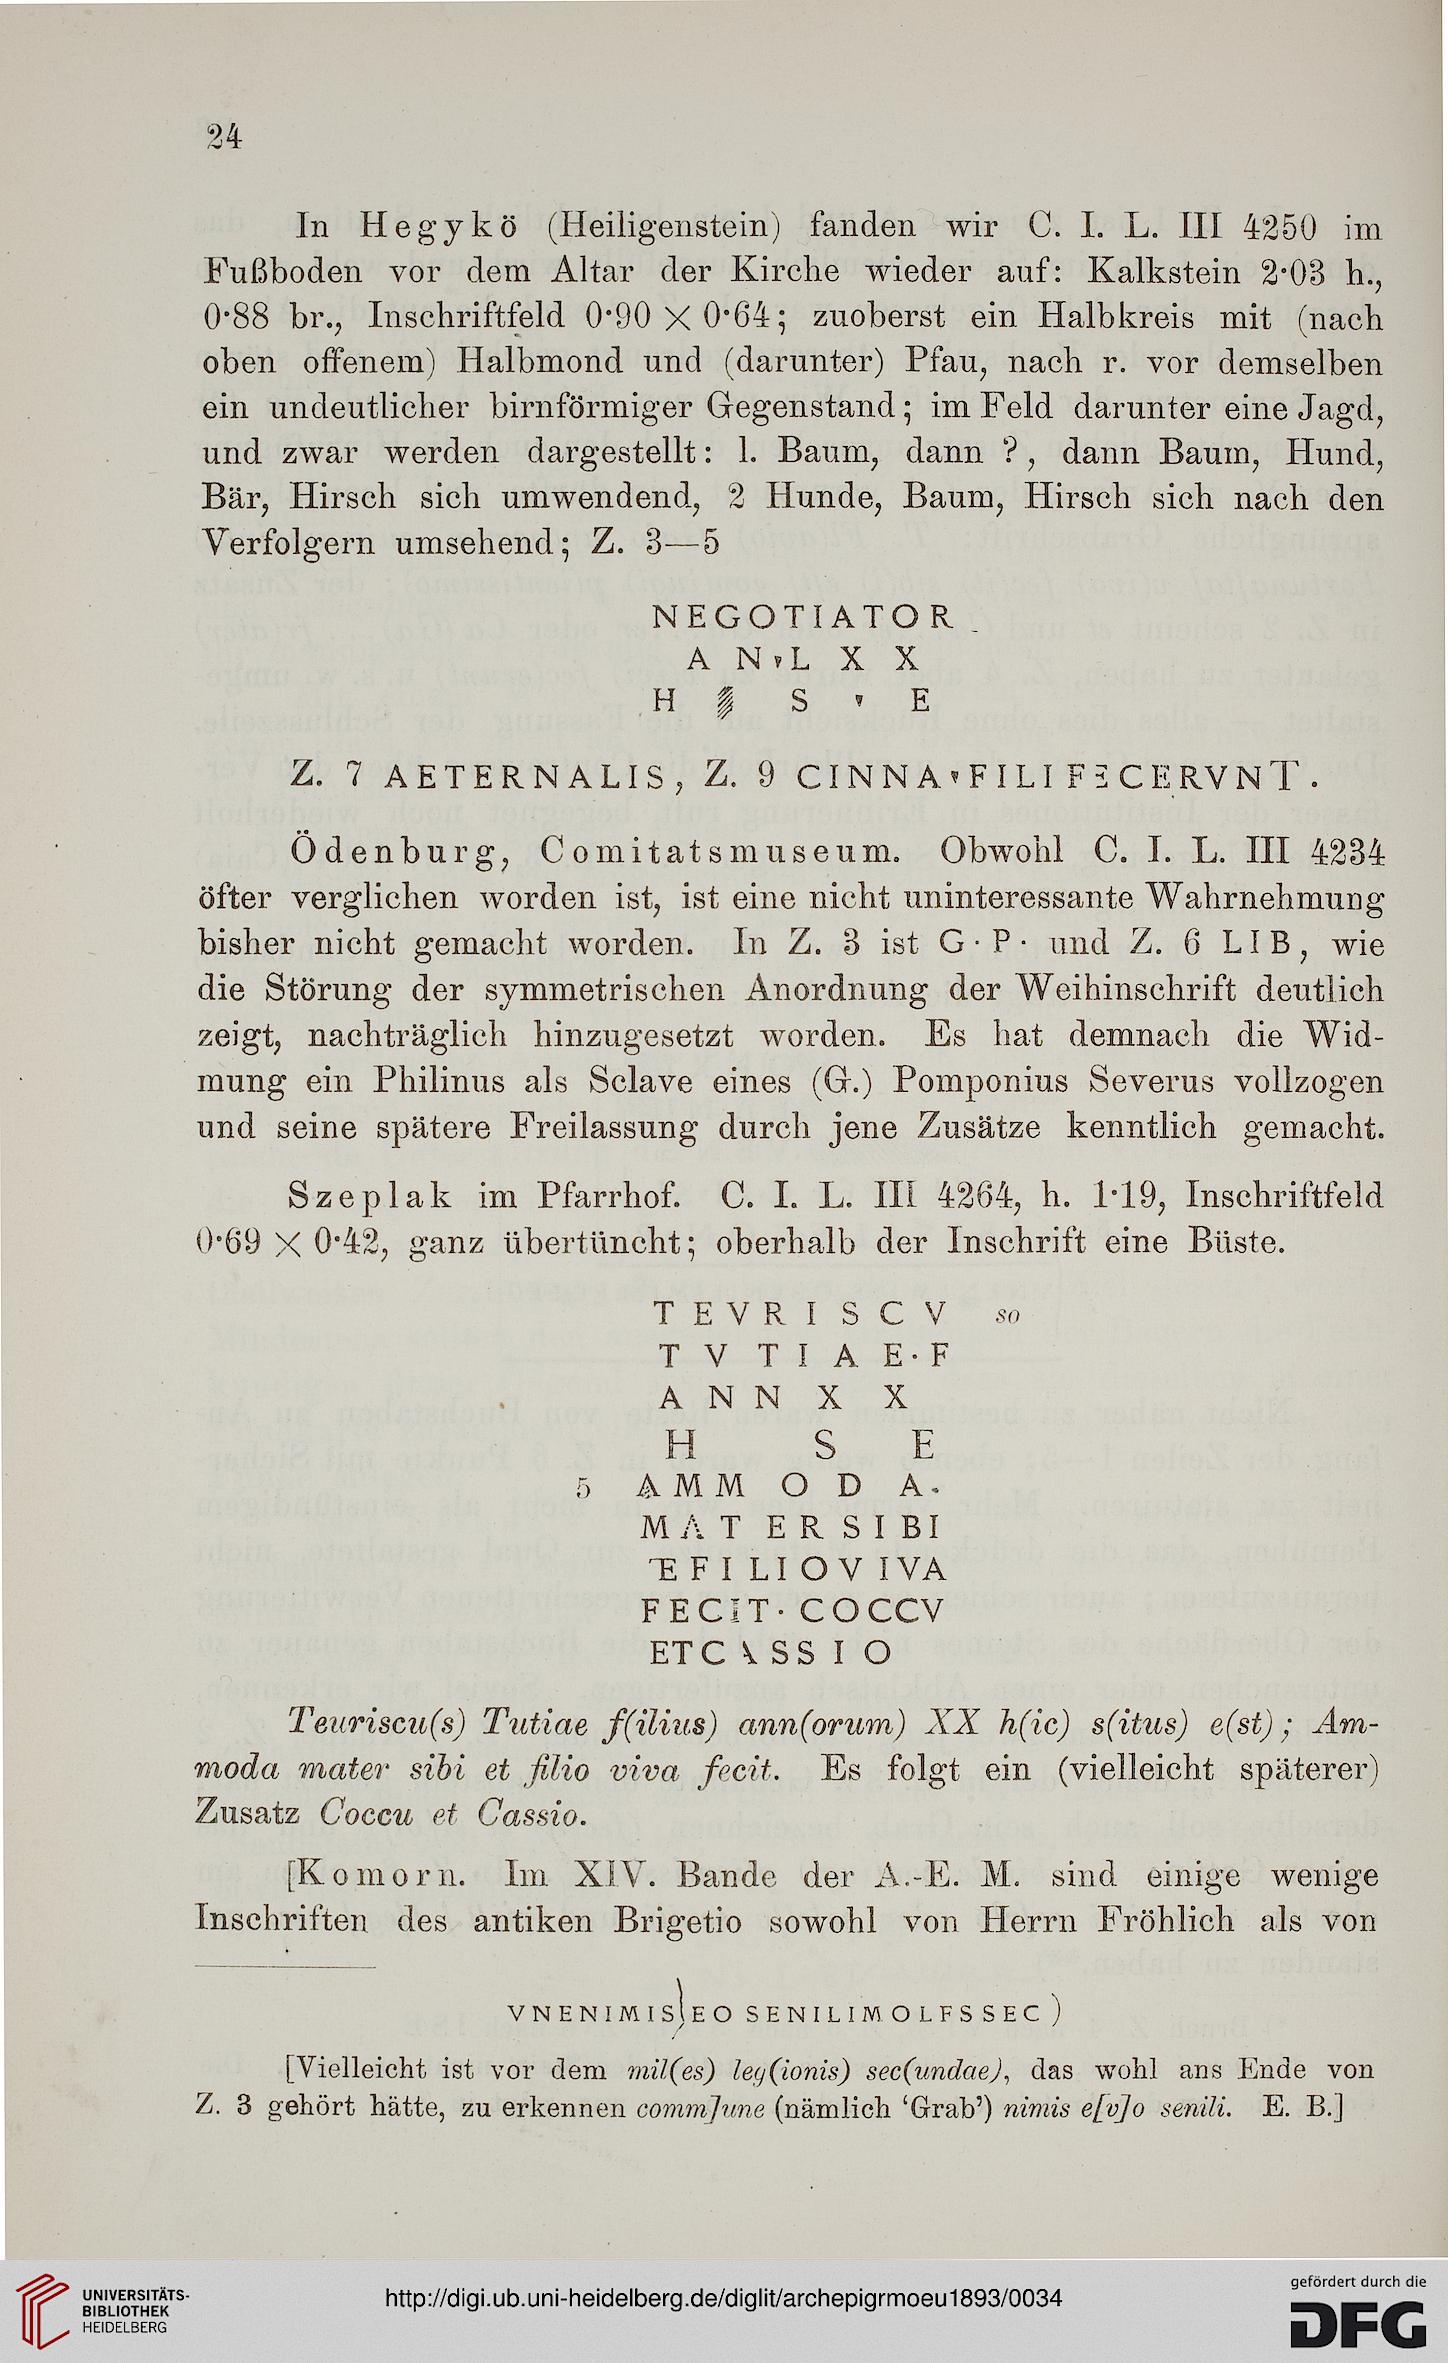 24
In Hegykö (Heiligenstein) fanden wir C. I. L. III 4250 im
Fußboden vor dem Altar der Kirche wieder auf: Kalkstein 2·03 h.,
0·88 br., Inschriftfeld 0·90 × 0·64; zuoberst ein Halbkreis mit (nach
oben offenem) Halbmond und (darunter) Pfau, nach r. vor demselben
ein undeutlicher birnförmiger Gegenstand; im Feld darunter eine Jagd,
und zwar werden dargestellt: l. Baum, dann ?, dann Baum, Hund,
Bär, Hirsch sich umwendend, 2 Hunde, Baum, Hirsch sich nach den
Verfolgern umsehend; Z. 3—5
NEGOTIATOR
AN▾LXX
H S ▾ E
Z. 7 AETERNALIS, Z. 9 CINNA▾FILI FECERVNT.
Ödenburg, Comitatsmuseum. Obwohl C. I. L. III 4234
öfter verglichen worden ist, ist eine nicht uninteressante Wahrnehmung
bisher nicht gemacht worden. In Z. 3 ist G·P· und Z. 6 LIB, wie
die Störung der symmetrischen Anordnung der Weihinschrift deutlich
zeigt, nachträglich hinzugesetzt worden. Es hat demnach die Wid-
mung ein Philinus als Sclave eines (G.) Pomponius Severus vollzogen
und seine spätere Freilassung durch jene Zusätze kenntlich gemacht.
Szeplak im Pfarrhof. C. I. L. III 4264, h. 1·19, Inschriftfeld
0·69 × 0·42, ganz übertüncht; oberhalb der Inschrift eine Büste.
TEVRISCV so
TVTIAE·F
ANNXX
H S E
5 AMMODA·
MATERSIBI
EFILIOVIVA
FECIT·COCCV
ETCASSIO
Teuriscu(s) Tutiae f(ilius) ann(orum) XX h(ic) s(itus) e(st); Am-
moda mater sibi et filio viva fecit. Es folgt ein (vielleicht späterer)
Zusatz Coccu et Cassio.
[Komorn. Im XIV. Bande der A.-E. M. sind einige wenige
Inschriften des antiken Brigetio sowohl von Herrn Fröhlich als von
VNENIMIS)EOSENILIMOLFSSEC)
[Vielleicht ist vor dem mil(es) leg(ionis) sec(undae), das wohl ans Ende von
Z. 3 gehört hätte, zu erkennen comm]une (nämlich ‘Grab’) nimis e[v]o senili. E. B.]
UNIVERSITÄTS-
BIBLIOTHEK
HEIDELBERG
http://digi.ub.uni-heidelberg.de/diglit/archepigrmoeu1893/0034
gefördert durch die
DFG